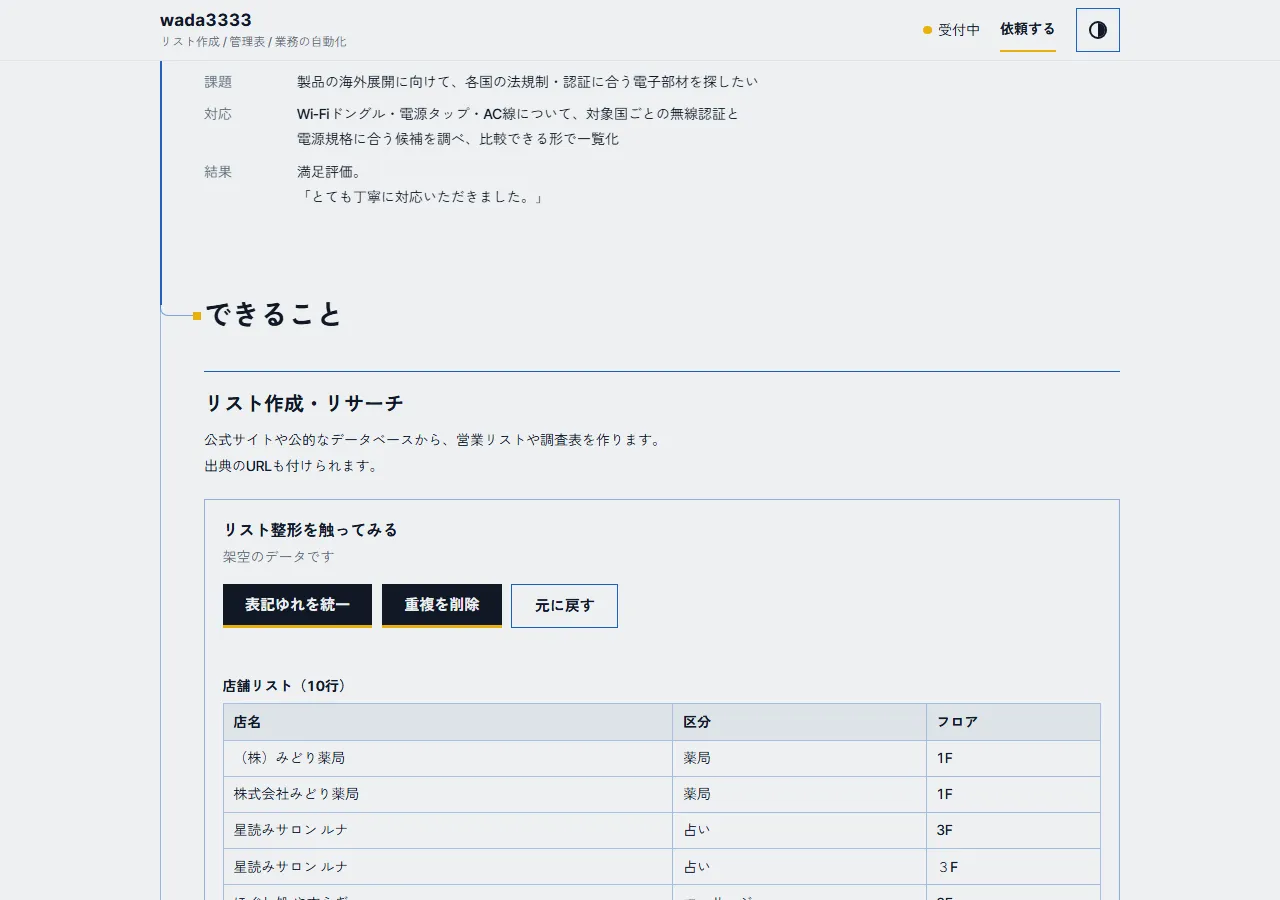 wada3333
リスト作成 / 管理表 / 業務の自動化
受付中
依頼する
課題
製品の海外展開に向けて、各国の法規制・認証に合う電子部材を探したい
対応
Wi-Fiドングル・電源タップ・AC線について、対象国ごとの無線認証と
電源規格に合う候補を調べ、比較できる形で一覧化
結果
満足評価。
「とても丁寧に対応いただきました。」
できること
リスト作成・リサーチ
公式サイトや公的なデータベースから、営業リストや調査表を作ります。
出典のURLも付けられます。
リスト整形を触ってみる
架空のデータです
表記ゆれを統一
重複を削除
元に戻す
店舗リスト（10行）
店名 区分 フロア
（株）みどり薬局 薬局 1F
株式会社みどり薬局 薬局 1F
星読みサロン ルナ 占い 3F
星読みサロン ルナ 占い ３F